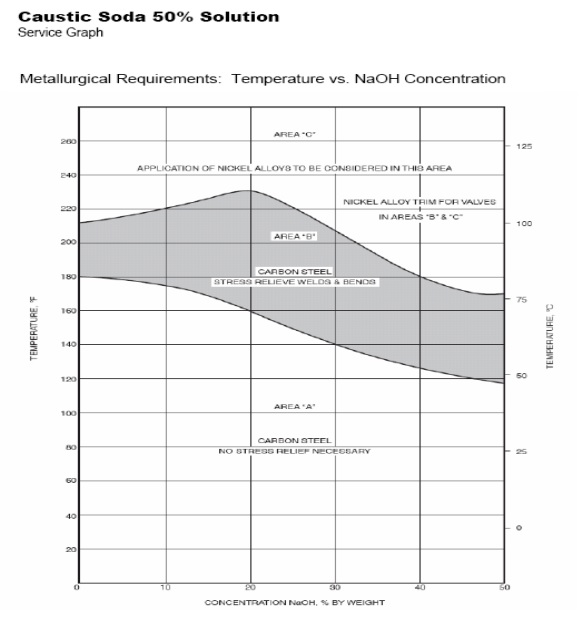 Caustic Soda 50% Solution
Service Graph
Metallurgical Requirements: Temperature vs. NaOH Concentration
AREA "C"
APPLICATION OF NICKEL ALLOYS TO BE CONSIDERED IN THIS AREA
NICKEL ALLOY TRIM FOR VALVES
IN AREAS "B" & "C"
AREA "B"
CARBON STEEL
STRESS RELIEVE WELDS & BENDS
AREA "A"
CARBON STEEL
NO STRESS RELIEF NECESSARY
TEMPERATURE, °F
260
240
220
200
180
160
140
120
100
80
60
40
20
TEMPERATURE, °C
125
100
75
50
25
0
0 10 20 30 40 50
CONCENTRATION NaOH, % BY WEIGHT